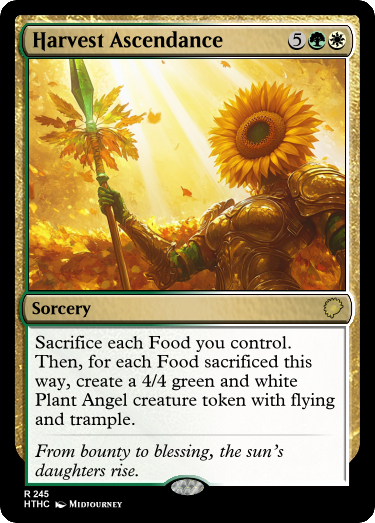 Harvest Ascendance 5
Sorcery
Sacrifice each Food you control.
Then, for each Food sacrificed this
way, create a 4/4 green and white
Plant Angel creature token with flying
and trample.
From bounty to blessing, the sun's
daughters rise.
R 245
HTHC Midjourney